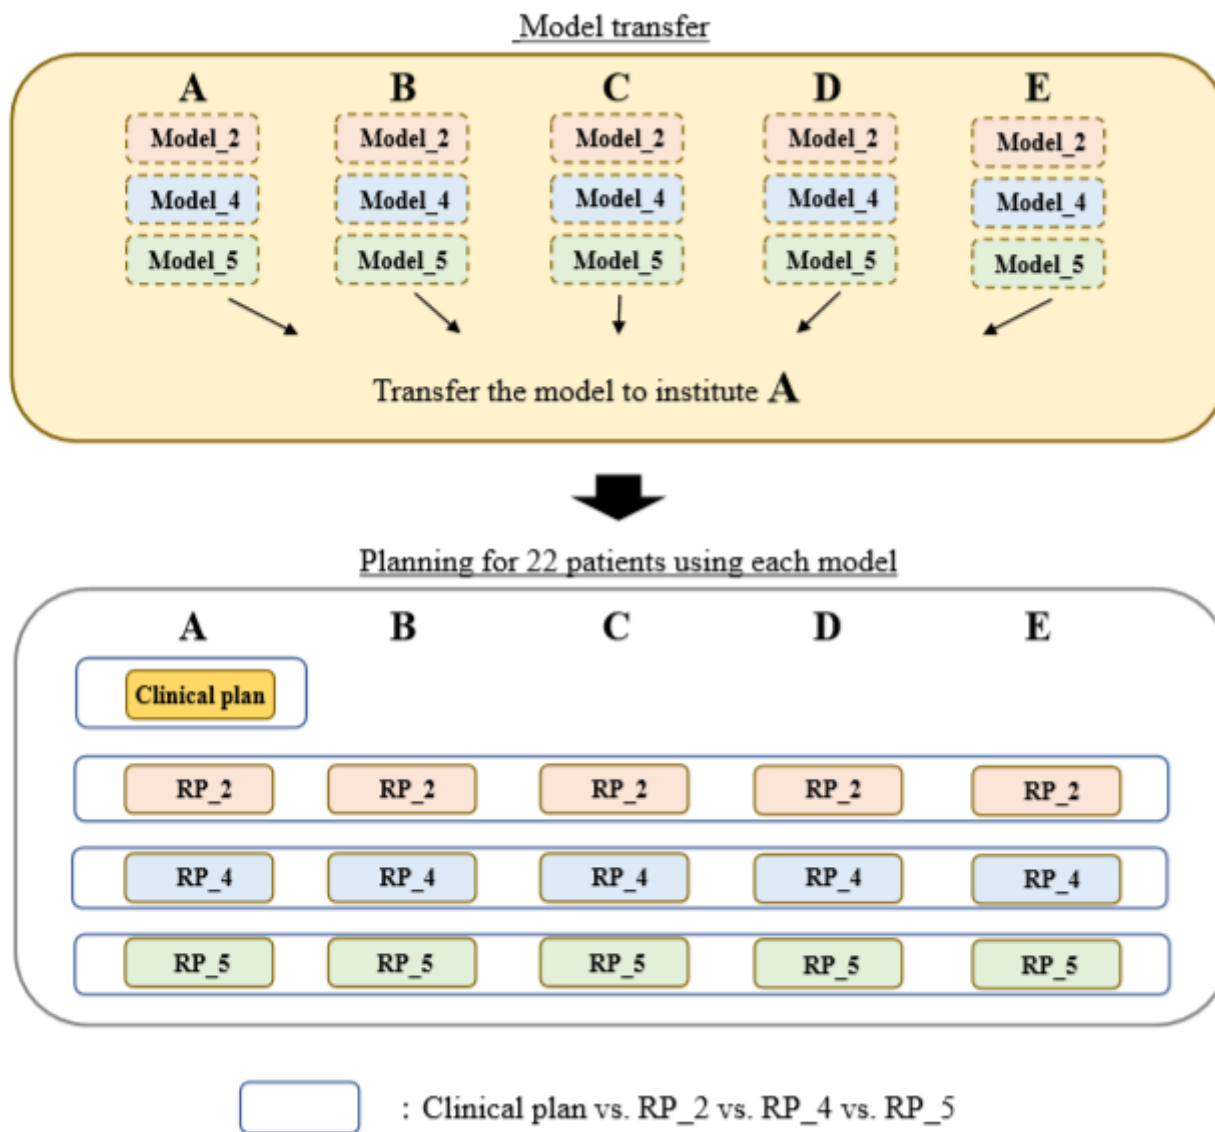 Model transfer
A B C D E
Model_2 Model_2 Model_2 Model_2 Model_2
Model_4 Model_4 Model_4 Model_4 Model_4
Model_5 Model_5 Model_5 Model_5 Model_5
Transfer the model to institute A
Planning for 22 patients using each model
A B C D E
Clinical plan
RP_2 RP_2 RP_2 RP_2 RP_2
RP_4 RP_4 RP_4 RP_4 RP_4
RP_5 RP_5 RP_5 RP_5 RP_5
: Clinical plan vs. RP_2 vs. RP_4 vs. RP_5